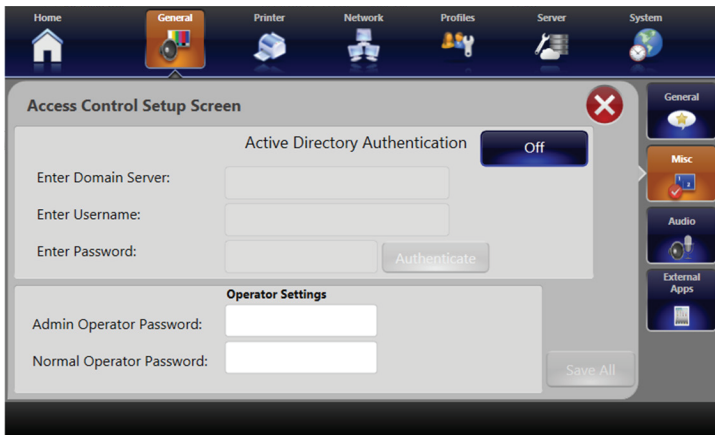 Home General Printer Network Profiles Server System
Access Control Setup Screen
General
Active Directory Authentication Off
Misc
Enter Domain Server:
Enter Username:
Audio
Enter Password: Authenticate
External
Apps
Operator Settings
Admin Operator Password:
Normal Operator Password:
Save All